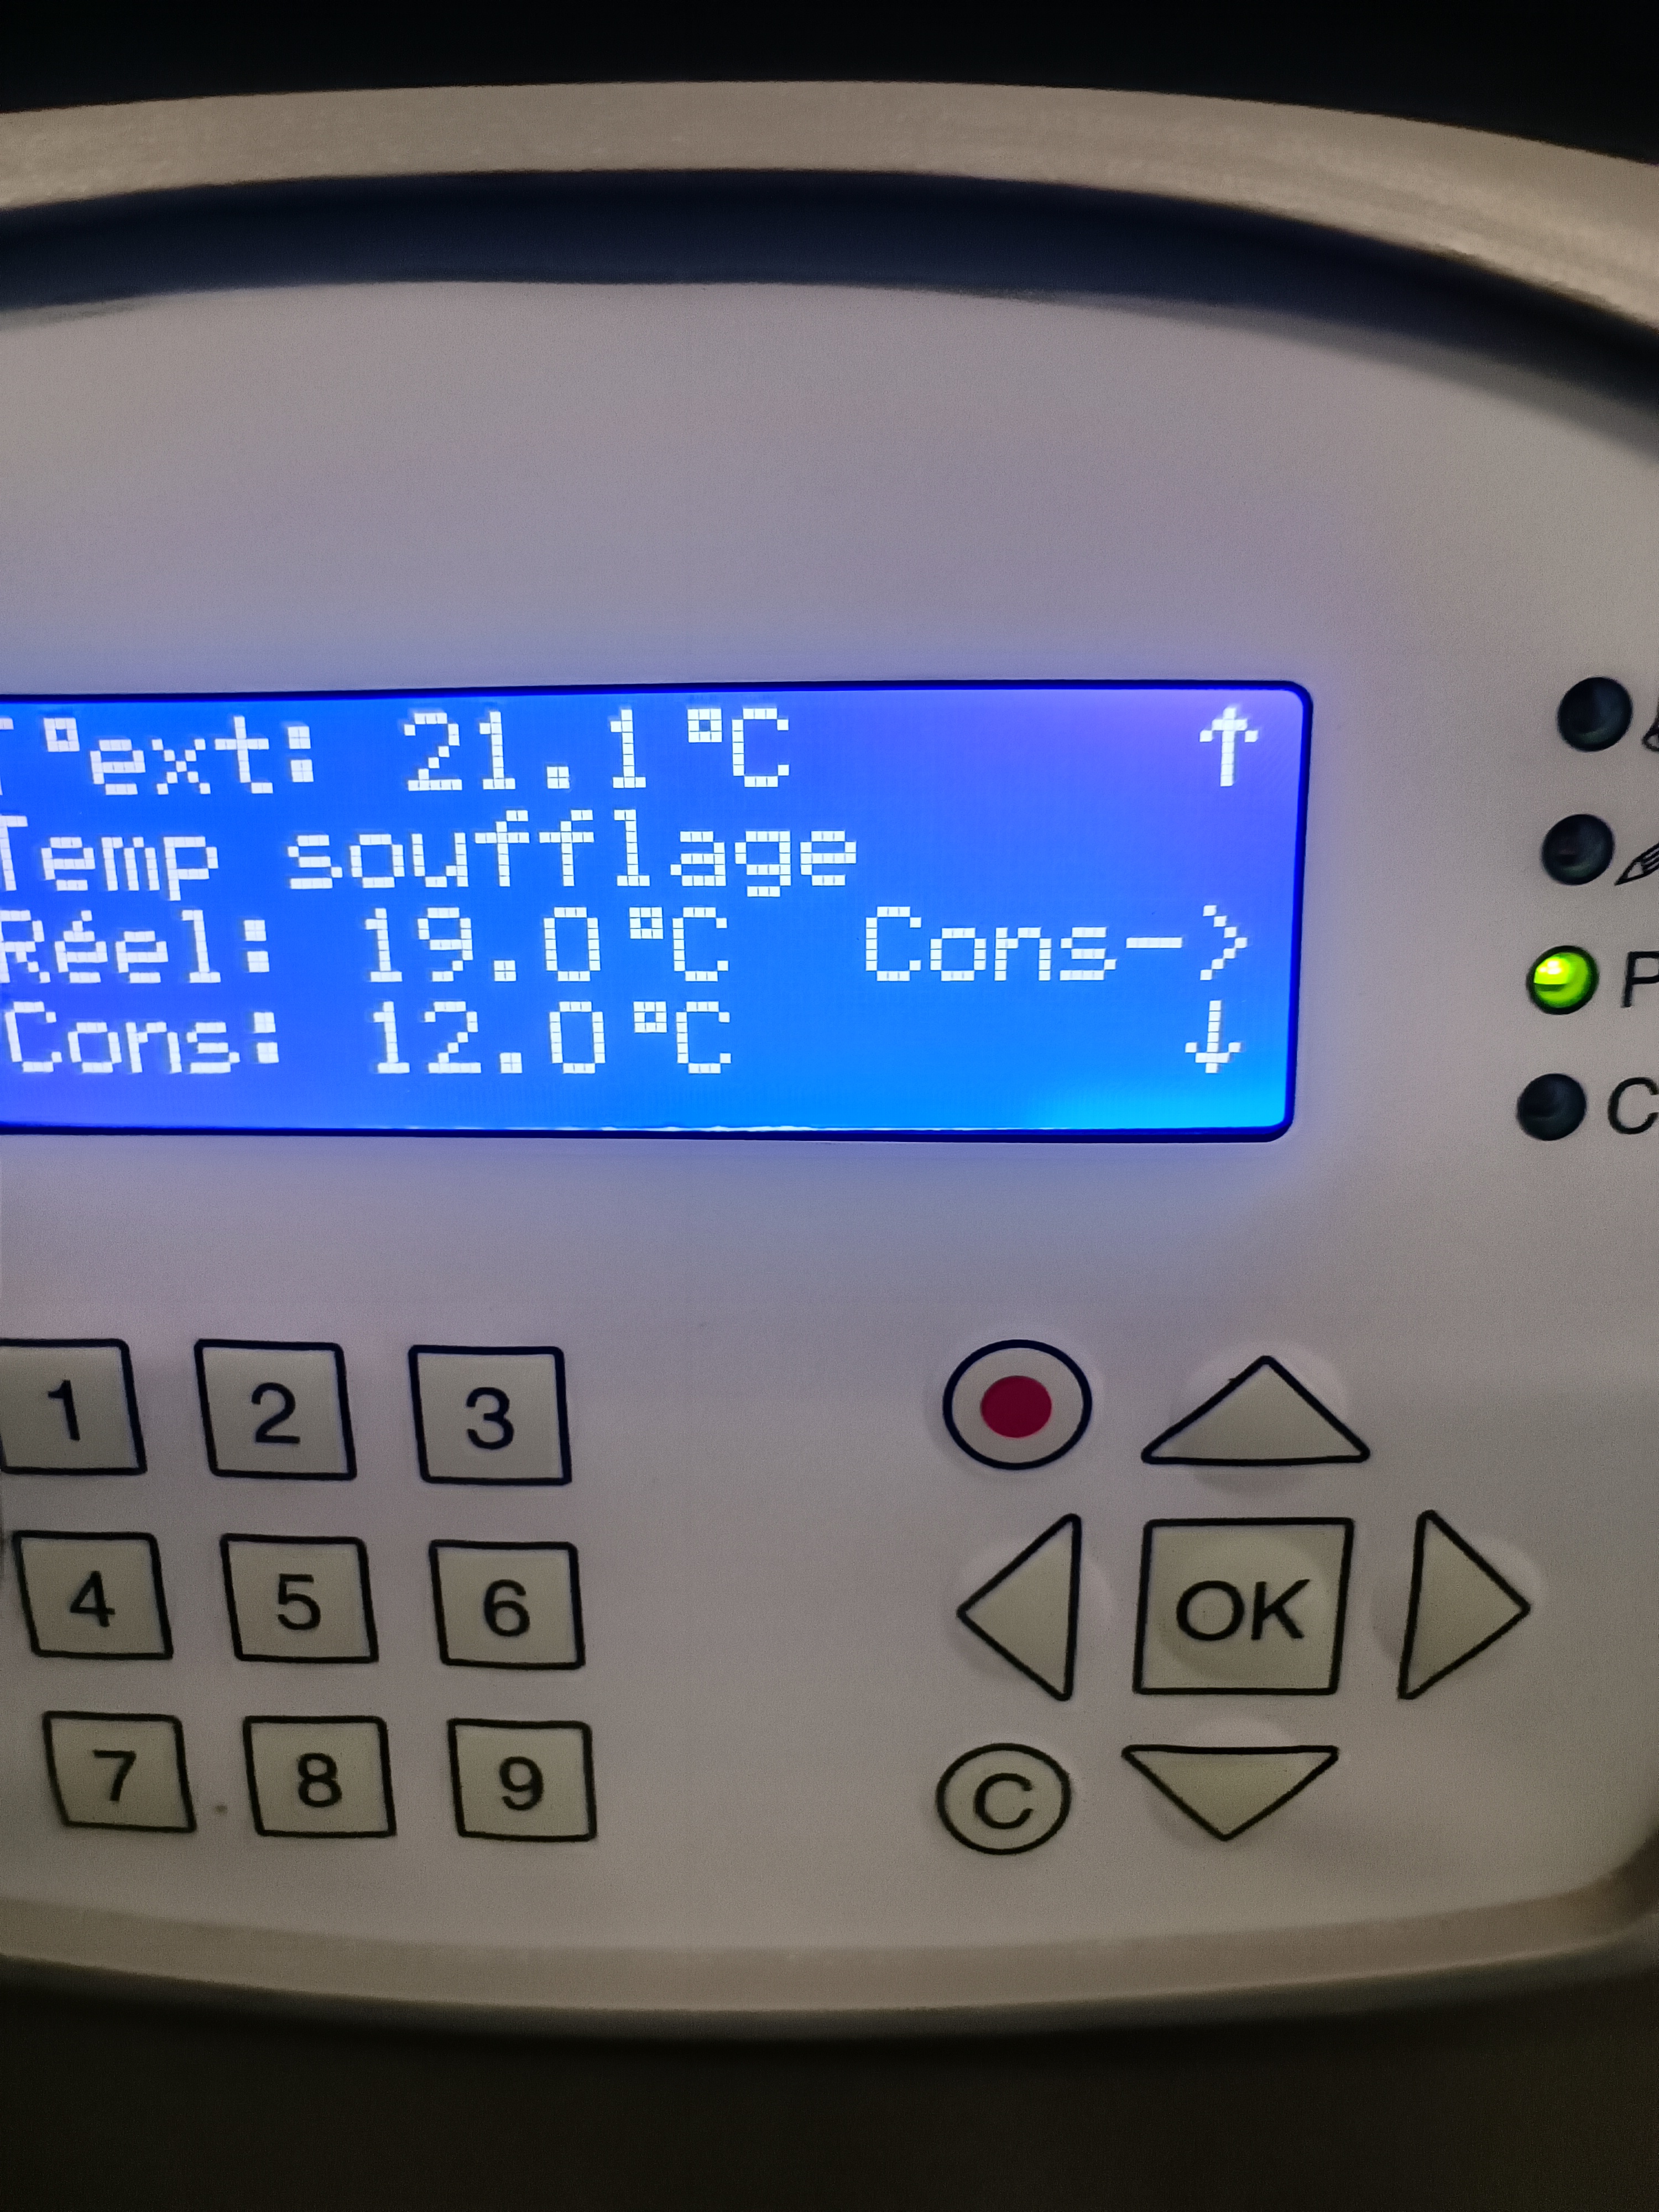 T°ext: 21.1°C ↑
Temp soufflage
Réel: 19.0°C Cons->
Cons: 12.0°C ↓
P
C
1 2 3
4 5 6 OK
7 8 9 C